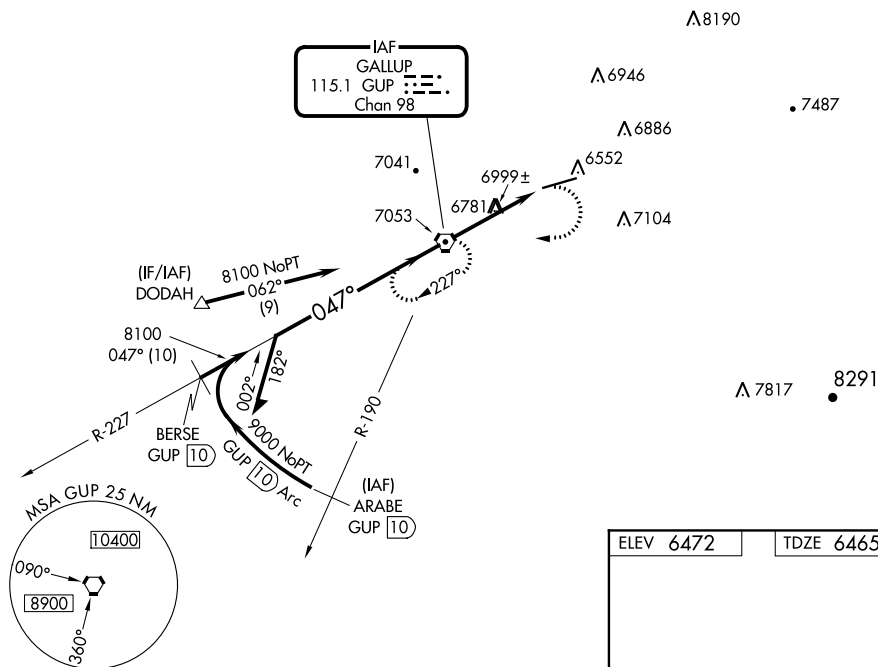 8190
IAF
GALLUP
115.1 GUP
Chan 98
6946
7487
6886
7041
6552
6999±
6781
7053
7104
(IF/IAF)
DODAH
8100 NoPT
062°
(9)
047°
227°
8100
047° (10)
002°
182°
R-190
R-227
BERSE
GUP 10
9000 NoPT
GUP 10 Arc
(IAF)
ARABE
GUP 10
7817
8291
MSA GUP 25 NM
10400
090°
8900
360°
ELEV 6472
TDZE 6465